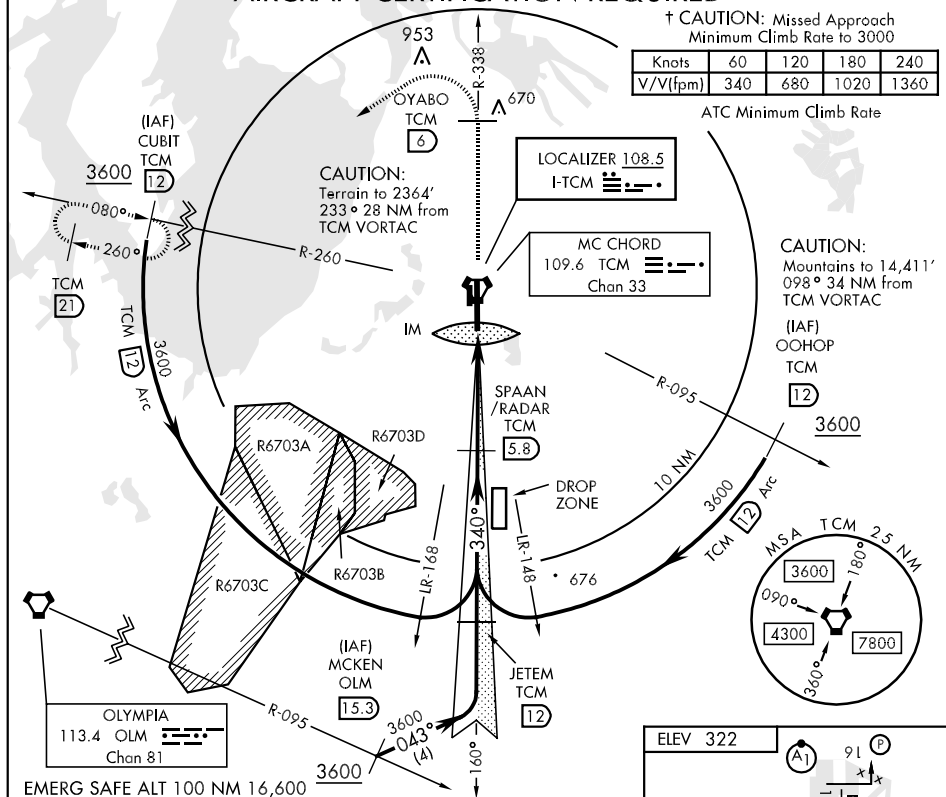 † CAUTION: Missed Approach
Minimum Climb Rate to 3000
Knots 60 120 180 240
V/V(fpm) 340 680 1020 1360
ATC Minimum Climb Rate
953
R-338
670
OYABO
TCM
6
(IAF)
CUBIT
TCM
12
3600
080°
260°
TCM
21
R-260
CAUTION:
Terrain to 2364'
233° 28 NM from
TCM VORTAC
LOCALIZER 108.5
I-TCM
MC CHORD
109.6 TCM
Chan 33
CAUTION:
Mountains to 14,411'
098° 34 NM from
TCM VORTAC
(IAF)
OOHOP
TCM
12
3600
R-095
IM
TCM 12 Arc
3600
SPAAN
/RADAR
TCM
5.8
R6703A
R6703D
DROP
ZONE
10 NM
3600
TCM 12 Arc
340°
LR-168
LR-148
676
R6703B
R6703C
MSA TCM 25 NM
3600
180°
090°
4300
7800
360°
(IAF)
MCKEN
OLM
15.3
JETEM
TCM
12
R-095
OLYMPIA
113.4 OLM
Chan 81
3600
043°
(4)
3600
160°
EMERG SAFE ALT 100 NM 16,600
ELEV 322
A1
16
P